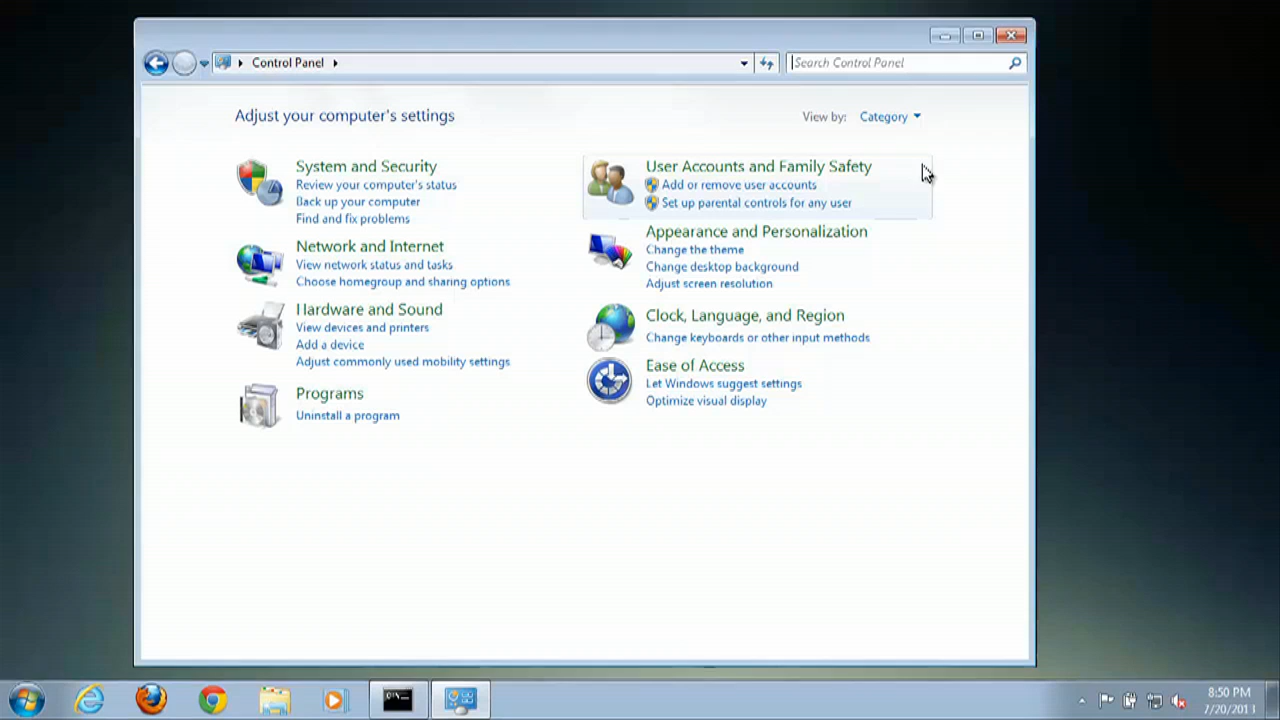 Control Panel
Search Control Panel
Adjust your computer's settings
View by: Category
System and Security
Review your computer's status
Back up your computer
Find and fix problems
Network and Internet
View network status and tasks
Choose homegroup and sharing options
Hardware and Sound
View devices and printers
Add a device
Adjust commonly used mobility settings
Programs
Uninstall a program
User Accounts and Family Safety
Add or remove user accounts
Set up parental controls for any user
Appearance and Personalization
Change the theme
Change desktop background
Adjust screen resolution
Clock, Language, and Region
Change keyboards or other input methods
Ease of Access
Let Windows suggest settings
Optimize visual display
8:50 PM
7/20/2013